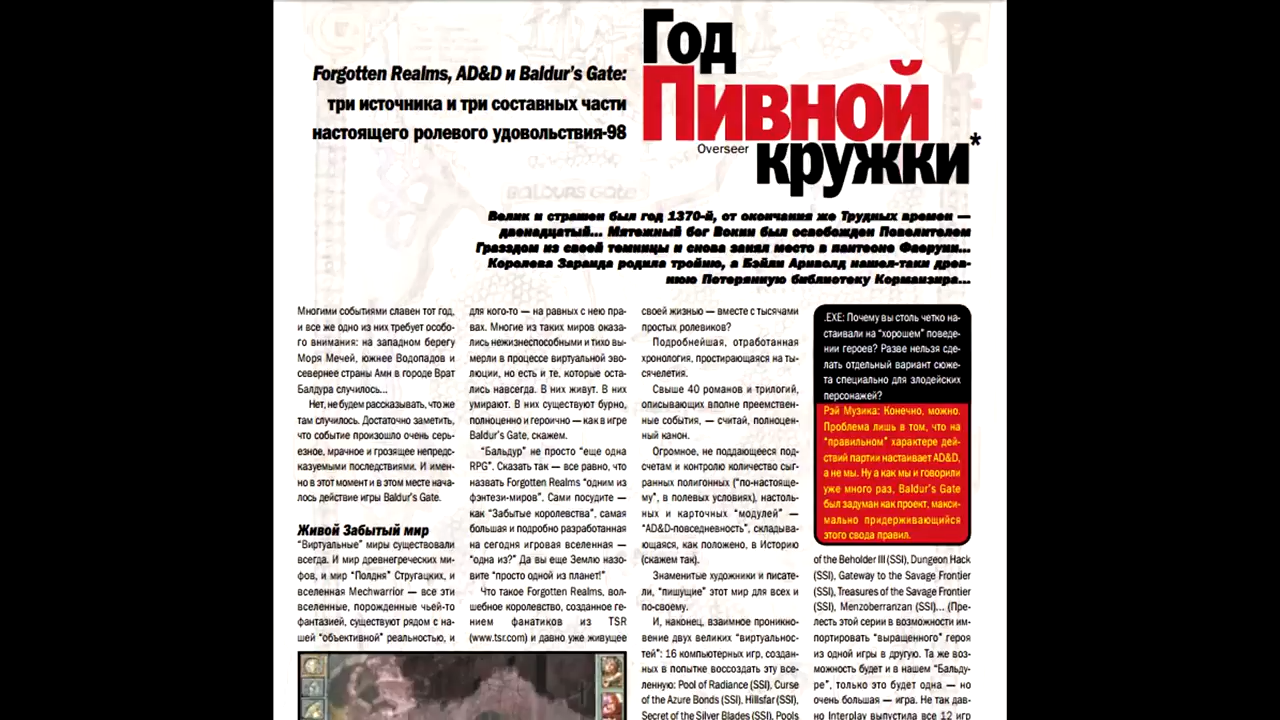 Forgotten Realms, AD&D и Baldur's Gate:
три источника и три составных части
настоящего ролевого удовольствия-98
Год
Пивной
Overseer
кружки*
BALDURS GATE
Велик и страшен был год 1370-й, от окончания же Трудных времен —
двенадцатый... Мятежный бог Вокин был освобожден Повелителем
Гразздом из своей темницы и снова занял место в пантеоне Фаеруни...
Королева Заранда родила тройню, а Бэйли Ариволд нашел-таки древ-
нюю Потерянную библиотеку Корманзира...
Многими событиями славен тот год,
и все же одно из них требует особо-
го внимания: на западном берегу
Моря Мечей, южнее Водопадов и
севернее страны Амн в городе Врат
Балдура случилось...
Нет, не будем рассказывать, что же
там случилось. Достаточно заметить,
что событие произошло очень серь-
езное, мрачное и грозящее непредс-
казуемыми последствиями. И имен-
но в этот момент и в этом месте нача-
лось действие игры Baldur's Gate.
Живой Забытый мир
"Виртуальные" миры существовали
всегда. И мир древнегреческих ми-
фов, и мир "Полдня" Стругацких, и
вселенная Mechwarrior — все эти
вселенные, порожденные чьей-то
фантазией, существуют рядом с на-
шей "объективной" реальностью, и
для кого-то — на равных с нею пра-
вах. Многие из таких миров оказа-
лись нежизнеспособными и тихо вы-
мерли в процессе виртуальной эво-
люции, но есть и те, которые оста-
лись навсегда. В них живут. В них
умирают. В них существуют бурно,
полноценно и героично — как в игре
Baldur's Gate, скажем.
"Бальдур" не просто "еще одна
RPG". Сказать так — все равно, что
назвать Forgotten Realms "одним из
фэнтези-миров". Сами посудите —
как "Забытые королевства", самая
большая и подробно разработанная
на сегодня игровая вселенная —
"одна из?" Да вы еще Землю назо-
вите "просто одной из планет!"
Что такое Forgotten Realms, вол-
шебное королевство, созданное ге-
нием фанатиков из TSR
(www.tsr.com) и давно уже живущее
своей жизнью — вместе с тысячами
простых ролевиков?
Подробнейшая, отработанная
хронология, простирающаяся на ты-
сячелетия.
Свыше 40 романов и трилогий,
описывающих вполне преемствен-
ные события, — считай, полноцен-
ный канон.
Огромное, не поддающееся под-
счетам и контролю количество сыг-
ранных полигонных ("по-настояще-
му", в полевых условиях), настоль-
ных и карточных "модулей" —
"AD&D-повседневность", складыва-
ющаяся, как положено, в Историю
(скажем так).
Знаменитые художники и писате-
ли, "пишущие" этот мир для всех и
по-своему.
И, наконец, взаимное проникно-
вение двух великих "виртуальнос-
тей": 16 компьютерных игр, создан-
ных в попытке воссоздать эту все-
ленную: Pool of Radiance (SSI), Curse
of the Azure Bonds (SSI), Hillsfar (SSI),
Secret of the Silver Blades (SSI), Pools
.EXE: Почему вы столь четко на-
стаивали на "хорошем" поведе-
нии героев? Разве нельзя сде-
лать отдельный вариант сюже-
та специально для злодейских
персонажей?
Рэй Музика: Конечно, можно.
Проблема лишь в том, что на
"правильном" характере дей-
ствий партии настаивает AD&D,
а не мы. Ну а как мы и говорили
уже много раз, Baldur's Gate
был задуман как проект, макси-
мально придерживающийся
этого свода правил.
of the Beholder III (SSI), Dungeon Hack
(SSI), Gateway to the Savage Frontier
(SSI), Treasures of the Savage Frontier
(SSI), Menzoberranzan (SSI)... (Пре-
лесть этой серии в возможности им-
портировать "выращенного" героя
из одной игры в другую. Та же воз-
можность будет и в нашем "Бальду-
ре", только это будет одна — но
очень большая — игра. Не так дав-
но Interplay выпустила все 12 игр